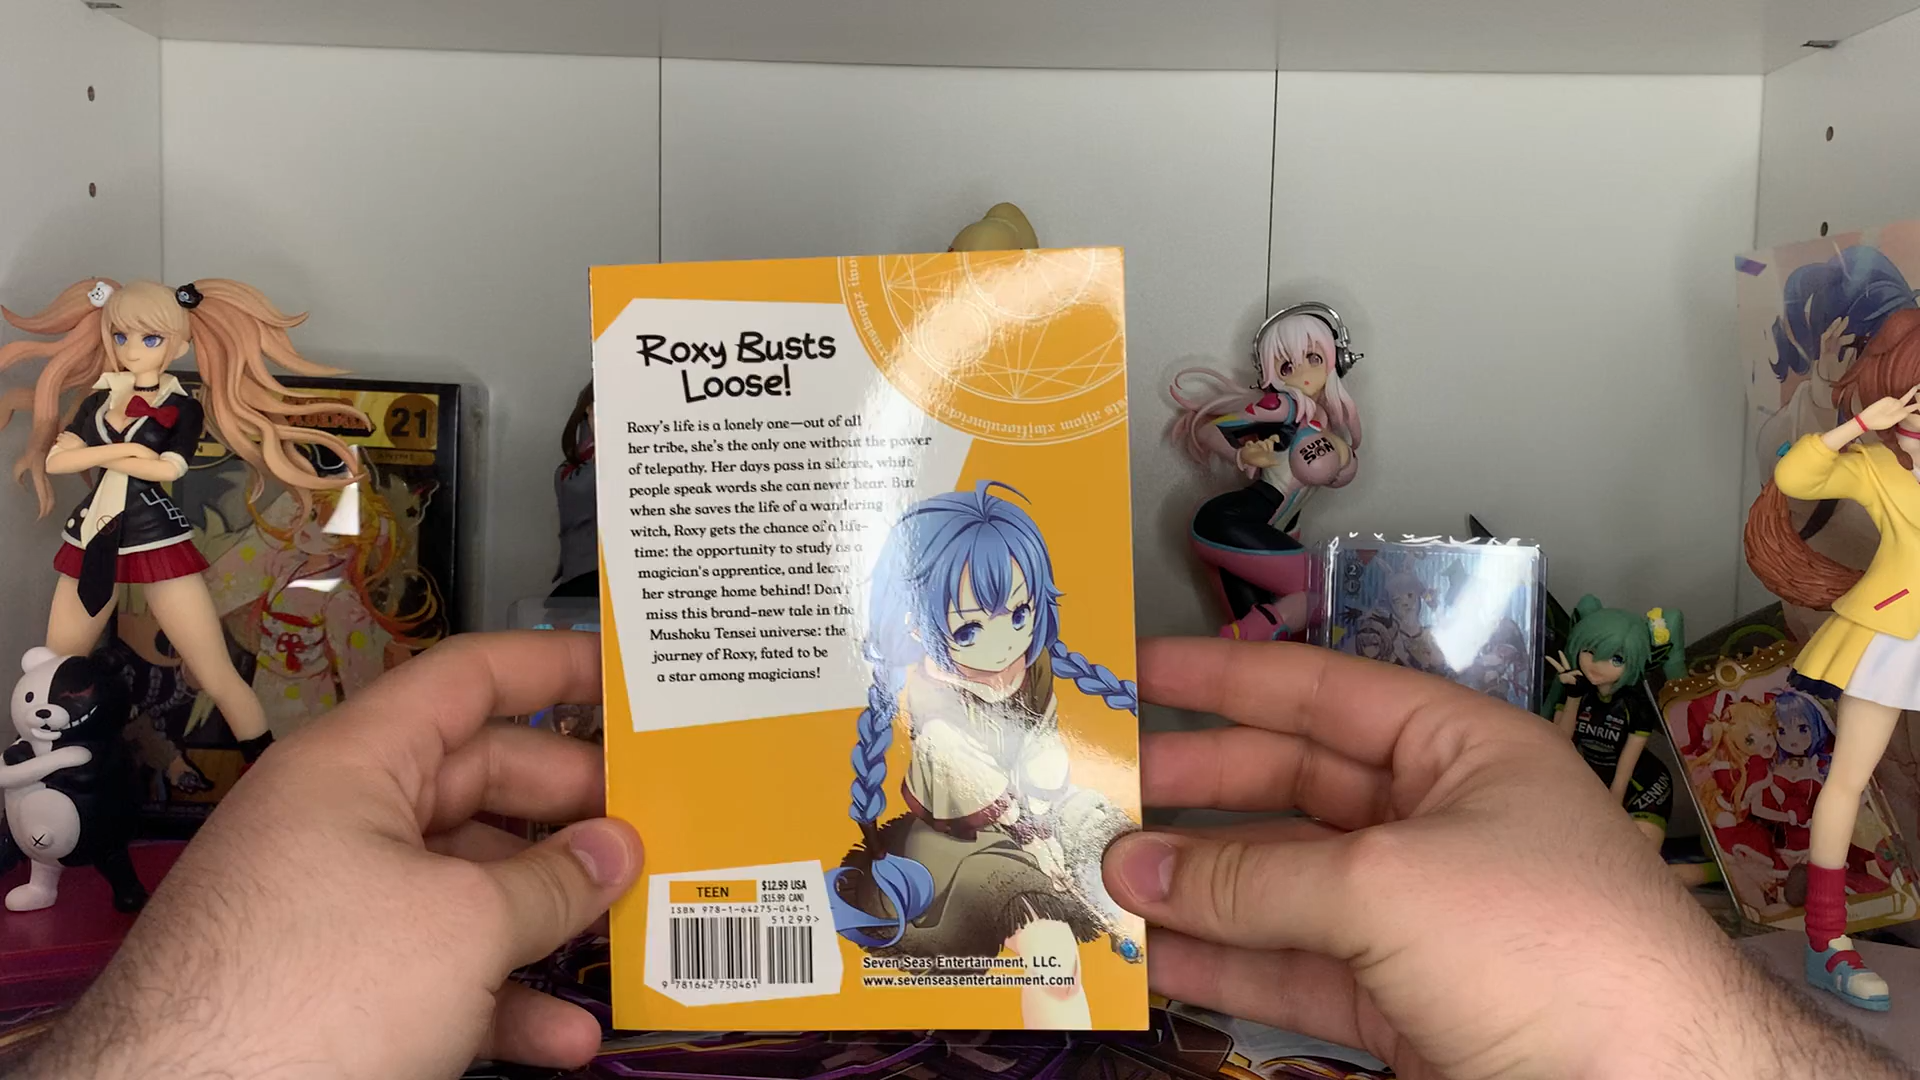 Roxy Busts
Loose!
Roxy's life is a lonely one—out of all
her tribe, she's the only one without the power
of telepathy. Her days pass in silence, while
people speak words she can never hear. But
when she saves the life of a wandering
witch, Roxy gets the chance of a life-
time: the opportunity to study as a
magician's apprentice, and leave
her strange home behind! Don't
miss this brand-new tale in the
Mushoku Tensei universe: the
journey of Roxy, fated to be
a star among magicians!
TEEN
$12.99 USA
($15.99 CAN)
ISBN 978-1-64275-046-1
51299>
9 781642 750461
Seven Seas Entertainment, LLC.
www.sevenseasentertainment.com
21
SUPER
SON
ZENRIN
ZENRIN